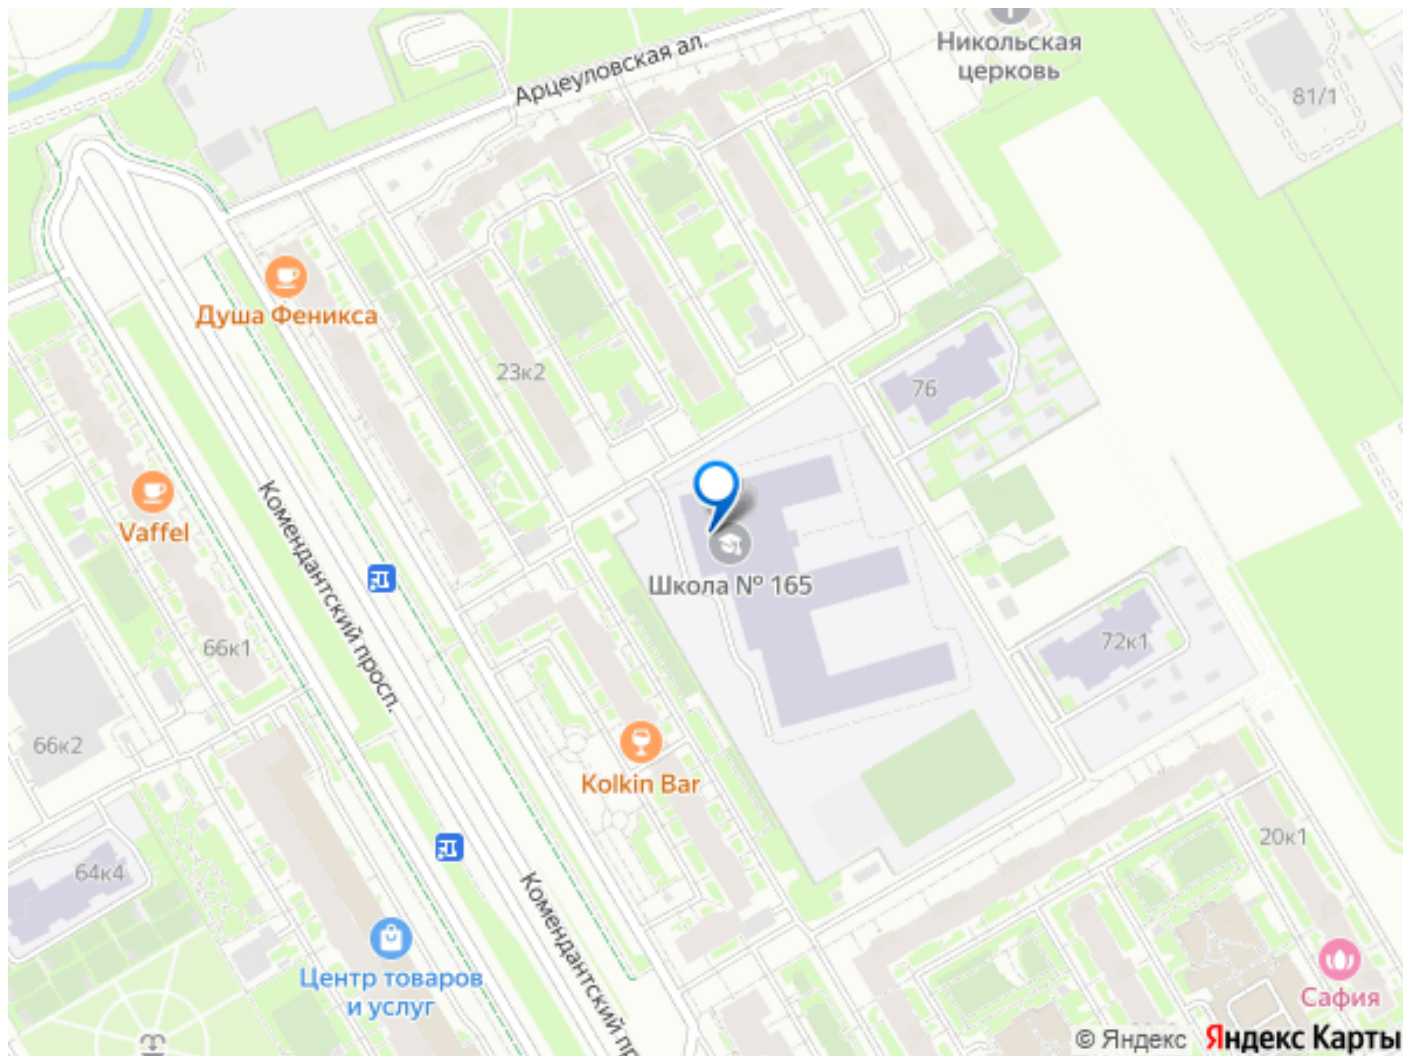 Никольская
церковь
81/1
Арцеуловская ал.
Душа Феникса
23к2
76
Vaffel
Комендантский просп.
Школа № 165
66к1
72к1
66к2
Kolkin Bar
20к1
64к4
Комендантский пр
Центр товаров
и услуг
Сафия
© Яндекс Яндекс Карты